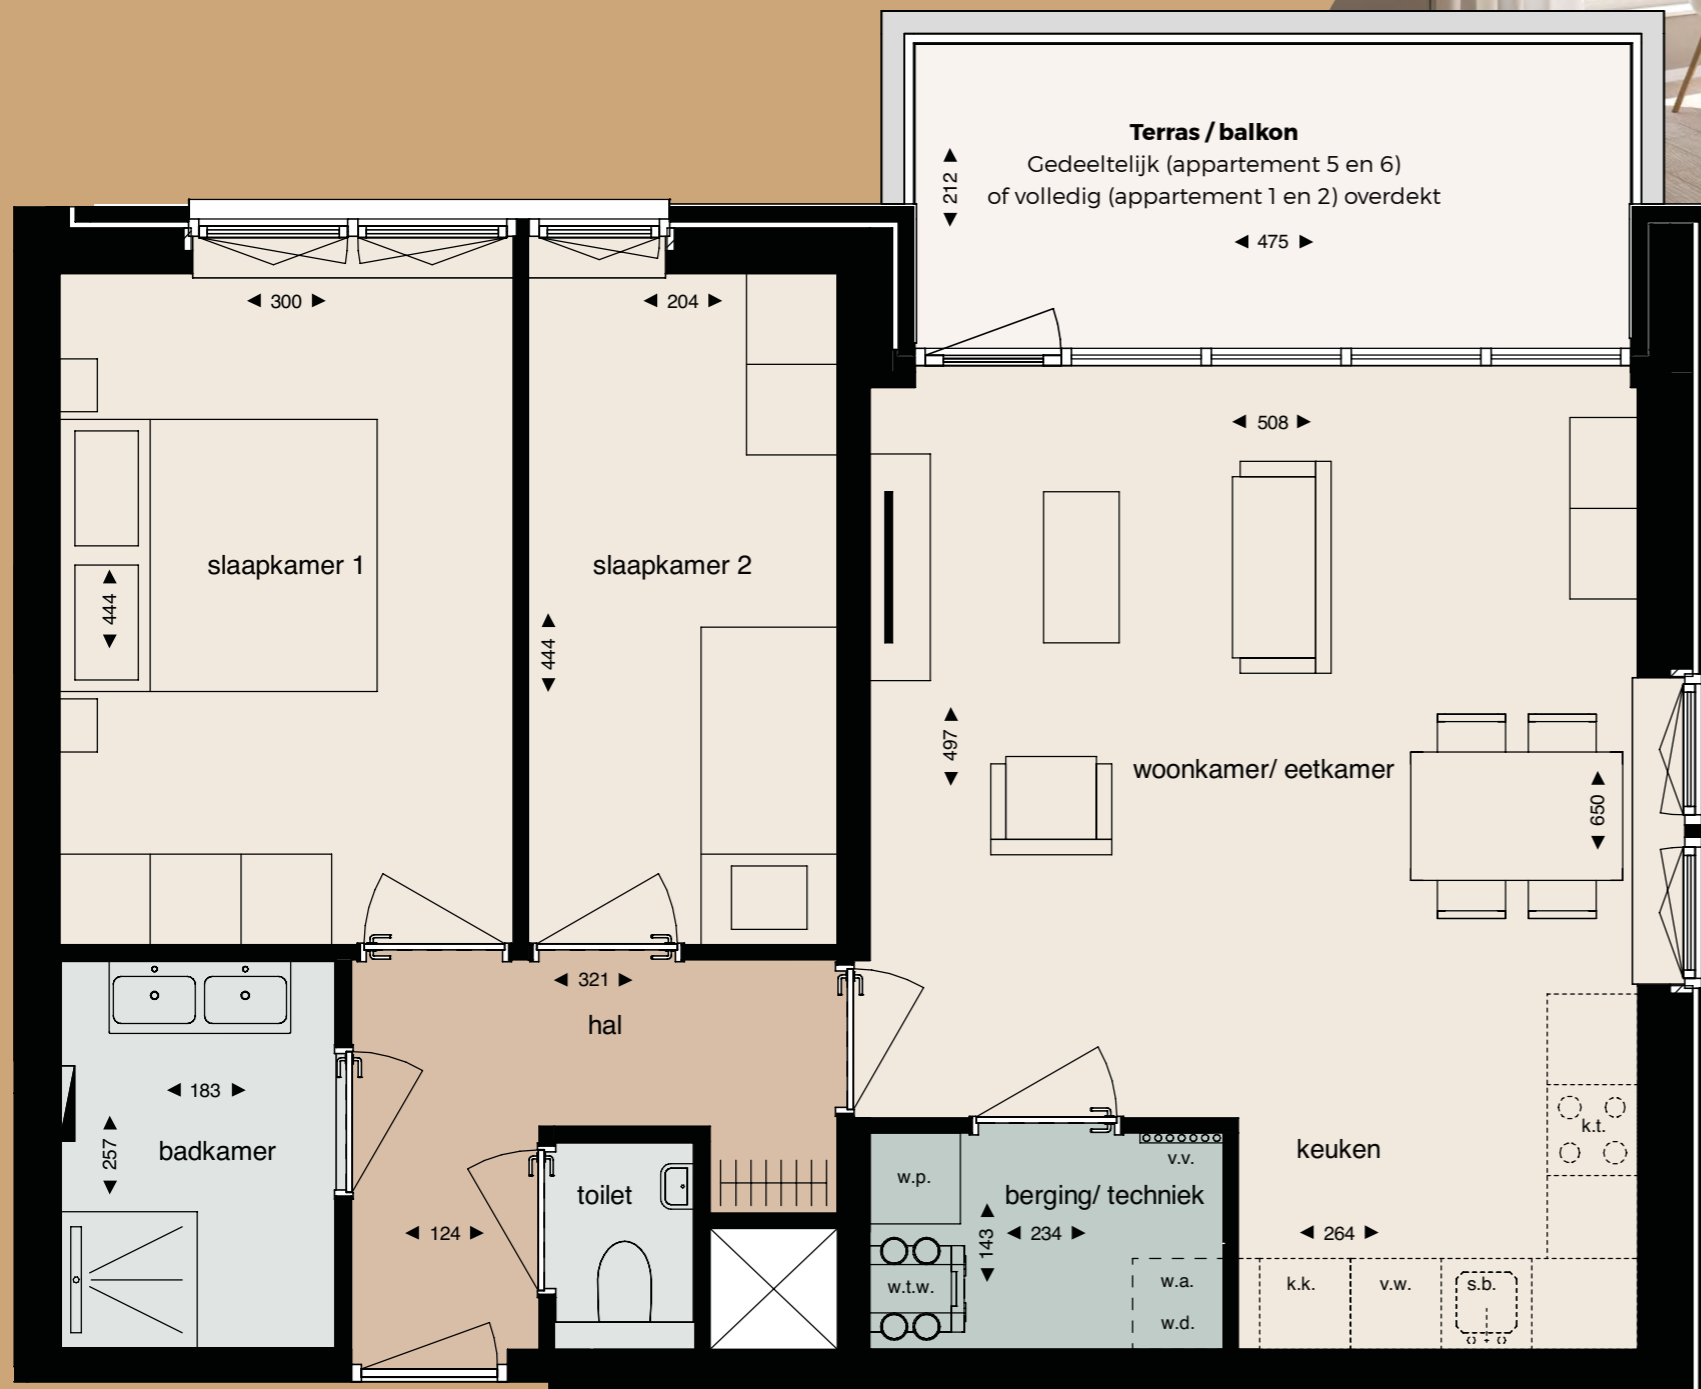 Terras / balkon
Gedeeltelijk (appartement 5 en 6)
of volledig (appartement 1 en 2) overdekt
212
475
300
204
508
slaapkamer 1
slaapkamer 2
444
444
497
woonkamer/ eetkamer
650
321
hal
183
badkamer
257
toilet
124
w.p.
v.v.
berging/ techniek
143
234
w.t.w.
w.a.
w.d.
keuken
k.t.
264
k.k.
v.w.
s.b.